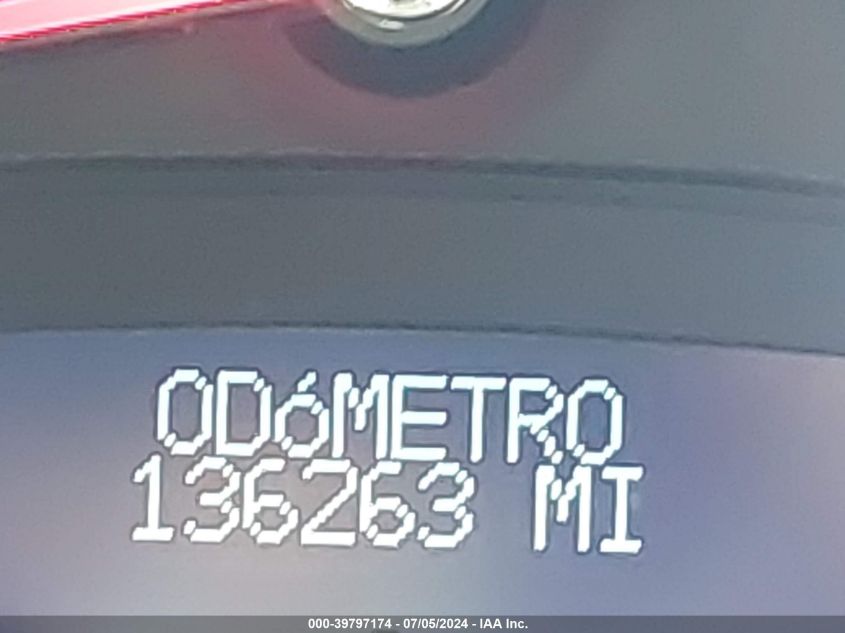 ODóMETRO
136263 MI
000-39797174 - 07/05/2024 - IAA Inc.